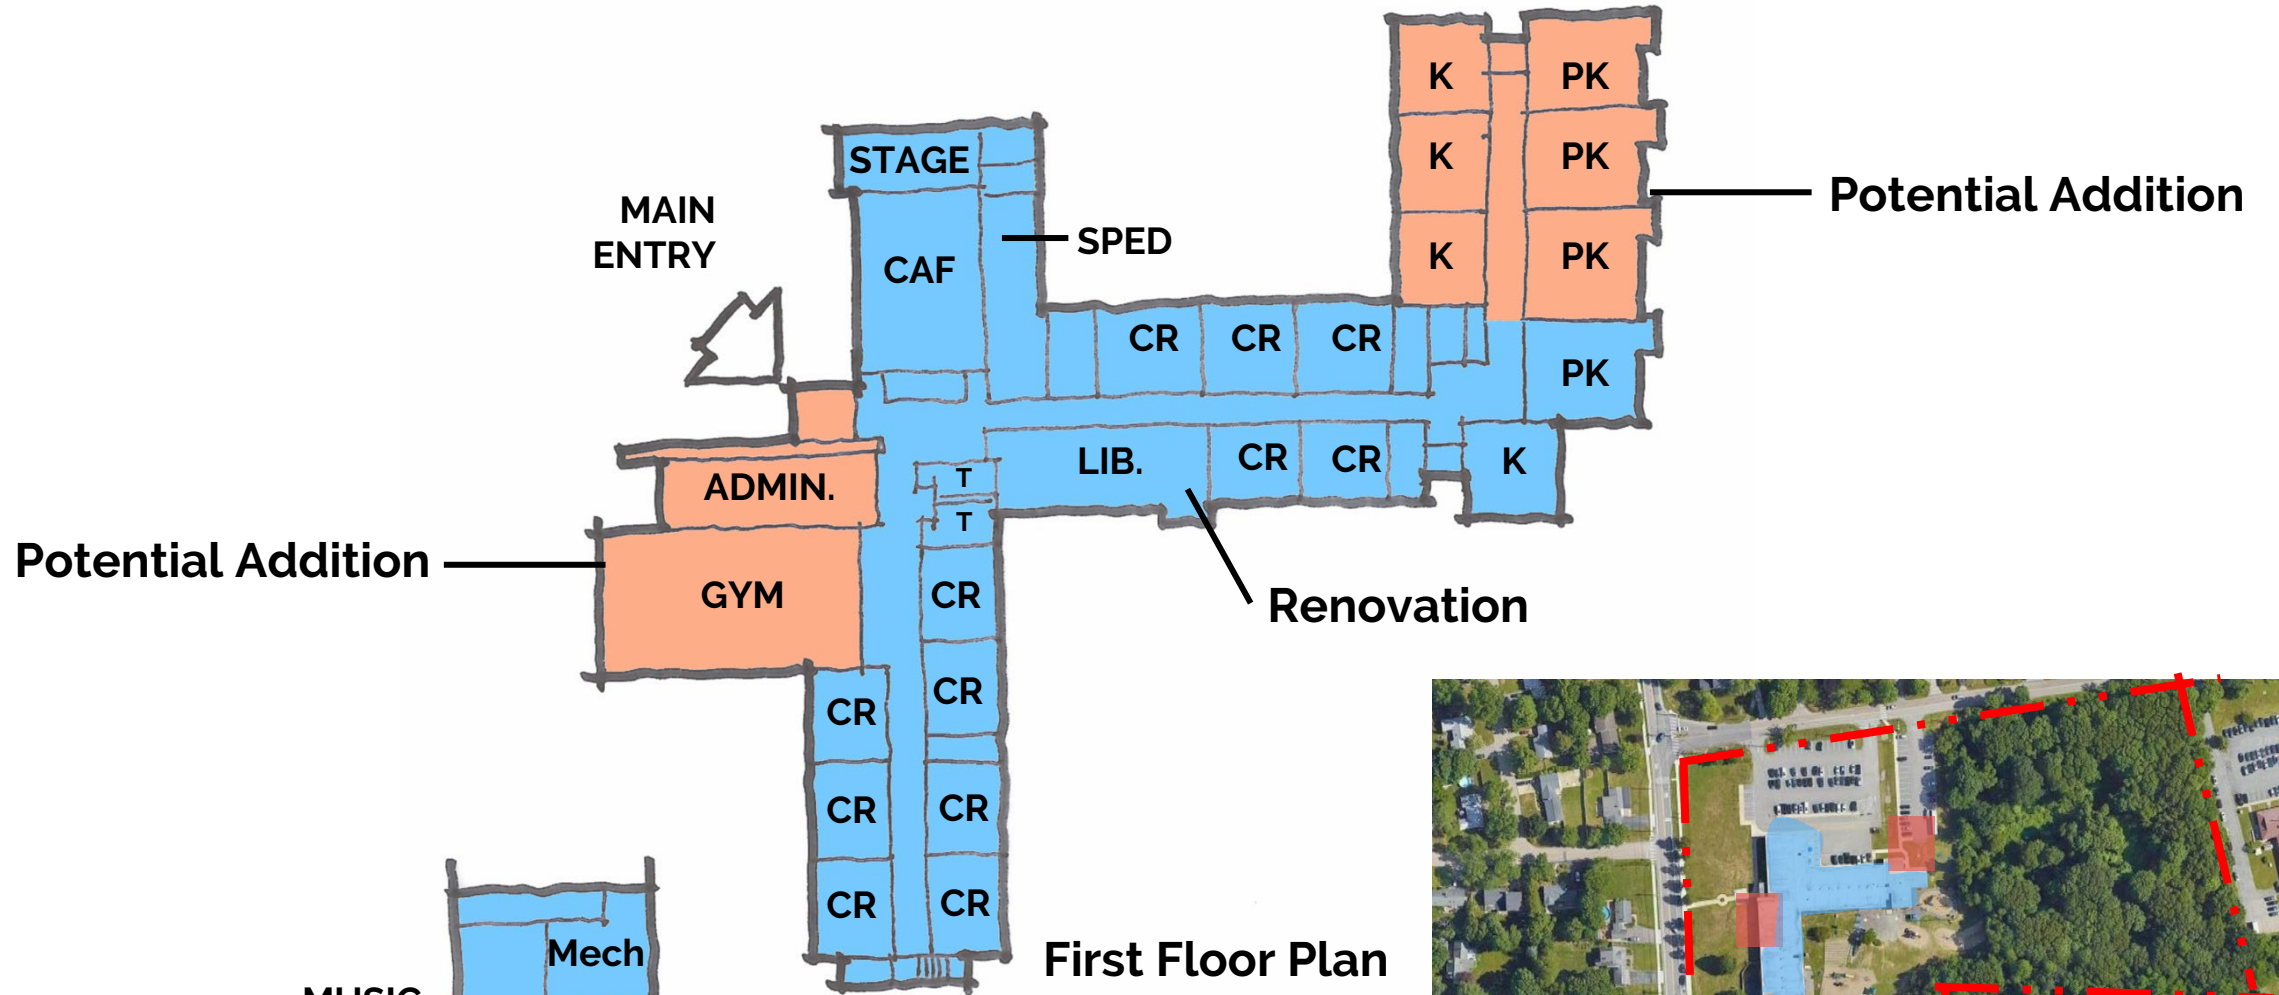 K
PK
STAGE
K
PK
MAIN
ENTRY
Potential Addition
SPED
CAF
K
PK
CR
CR
CR
PK
ADMIN.
T
LIB.
CR
CR
K
T
Potential Addition
GYM
CR
Renovation
CR
CR
CR
CR
CR
CR
Mech
First Floor Plan
MUSIC